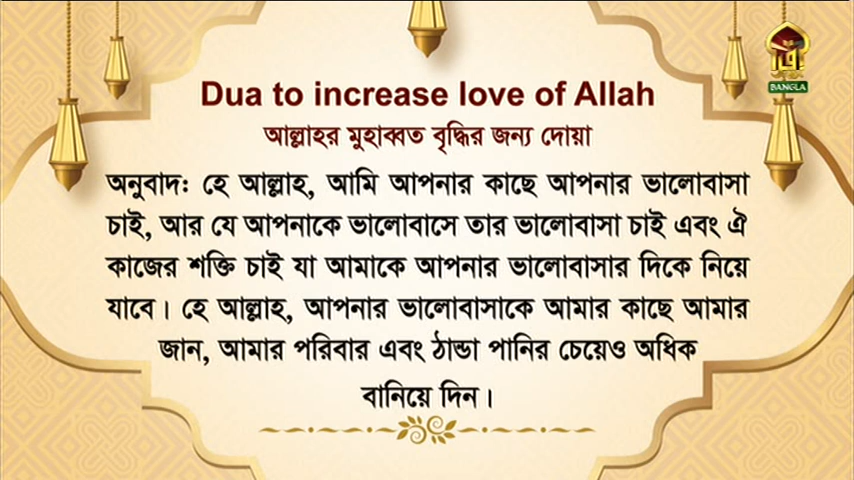 Dua to increase love of Allah
আল্লাহর মুহাব্বত বৃদ্ধির জন্য দোয়া
অনুবাদ: হে আল্লাহ, আমি আপনার কাছে আপনার ভালোবাসা
চাই, আর যে আপনাকে ভালোবাসে তার ভালোবাসা চাই এবং ঐ
কাজের শক্তি চাই যা আমাকে আপনার ভালোবাসার দিকে নিয়ে
যাবে। হে আল্লাহ, আপনার ভালোবাসাকে আমার কাছে আমার
জান, আমার পরিবার এবং ঠান্ডা পানির চেয়েও অধিক
বানিয়ে দিন।
BANGLA